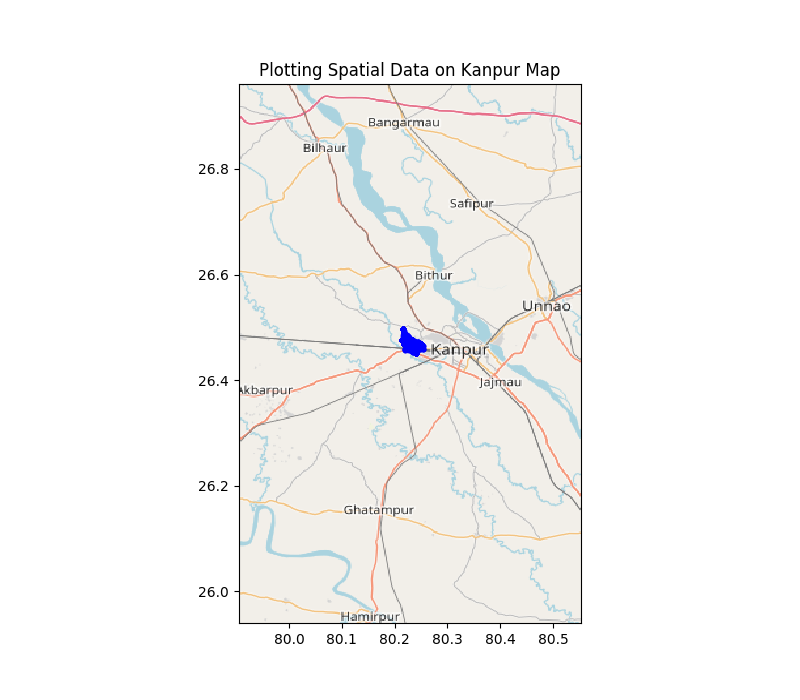 Plotting Spatial Data on Kanpur Map
Bangarmau
Bilhaur
26.8
Safipur
Bithur
26.6
Unnao
Kanpur
26.4
Jajmau
Akbarpur
26.2
Ghatampur
26.0
Hamirpur
80.0 80.1 80.2 80.3 80.4 80.5